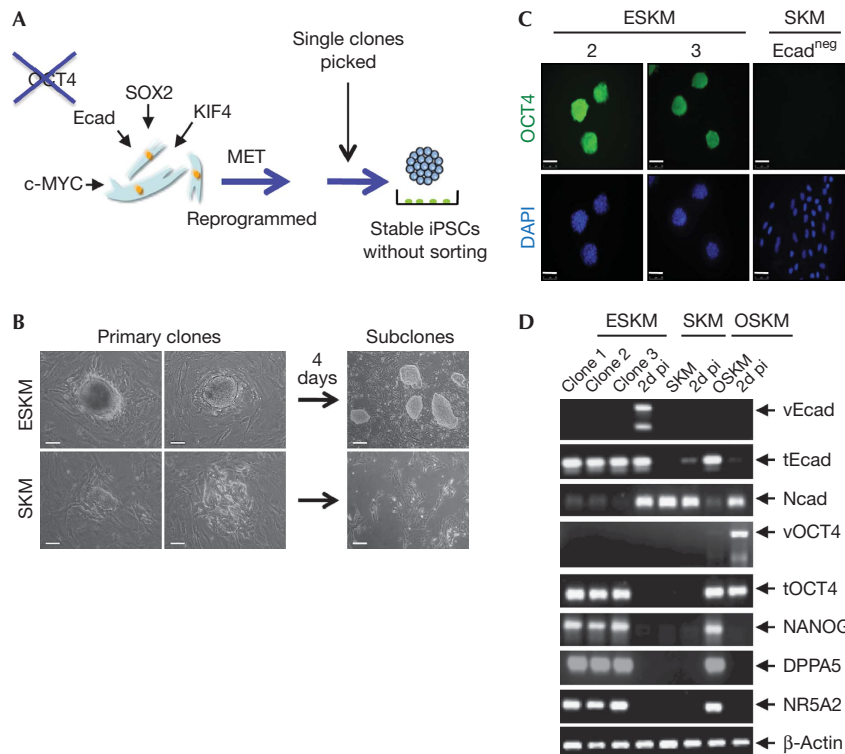 A
OCT4
Ecad
SOX2
KIF4
c-MYC
MET
Reprogrammed
Single clones
picked
Stable iPSCs
without sorting
B
Primary clones
Subclones
ESKM
4
days
SKM
C
ESKM
SKM
2
3
Ecadneg
OCT4
DAPI
D
ESKM
SKM
OSKM
Clone 1
Clone 2
Clone 3
2d pi
SKM
2d pi
OSKM
2d pi
vEcad
tEcad
Ncad
vOCT4
tOCT4
NANOG
DPPA5
NR5A2
β-Actin